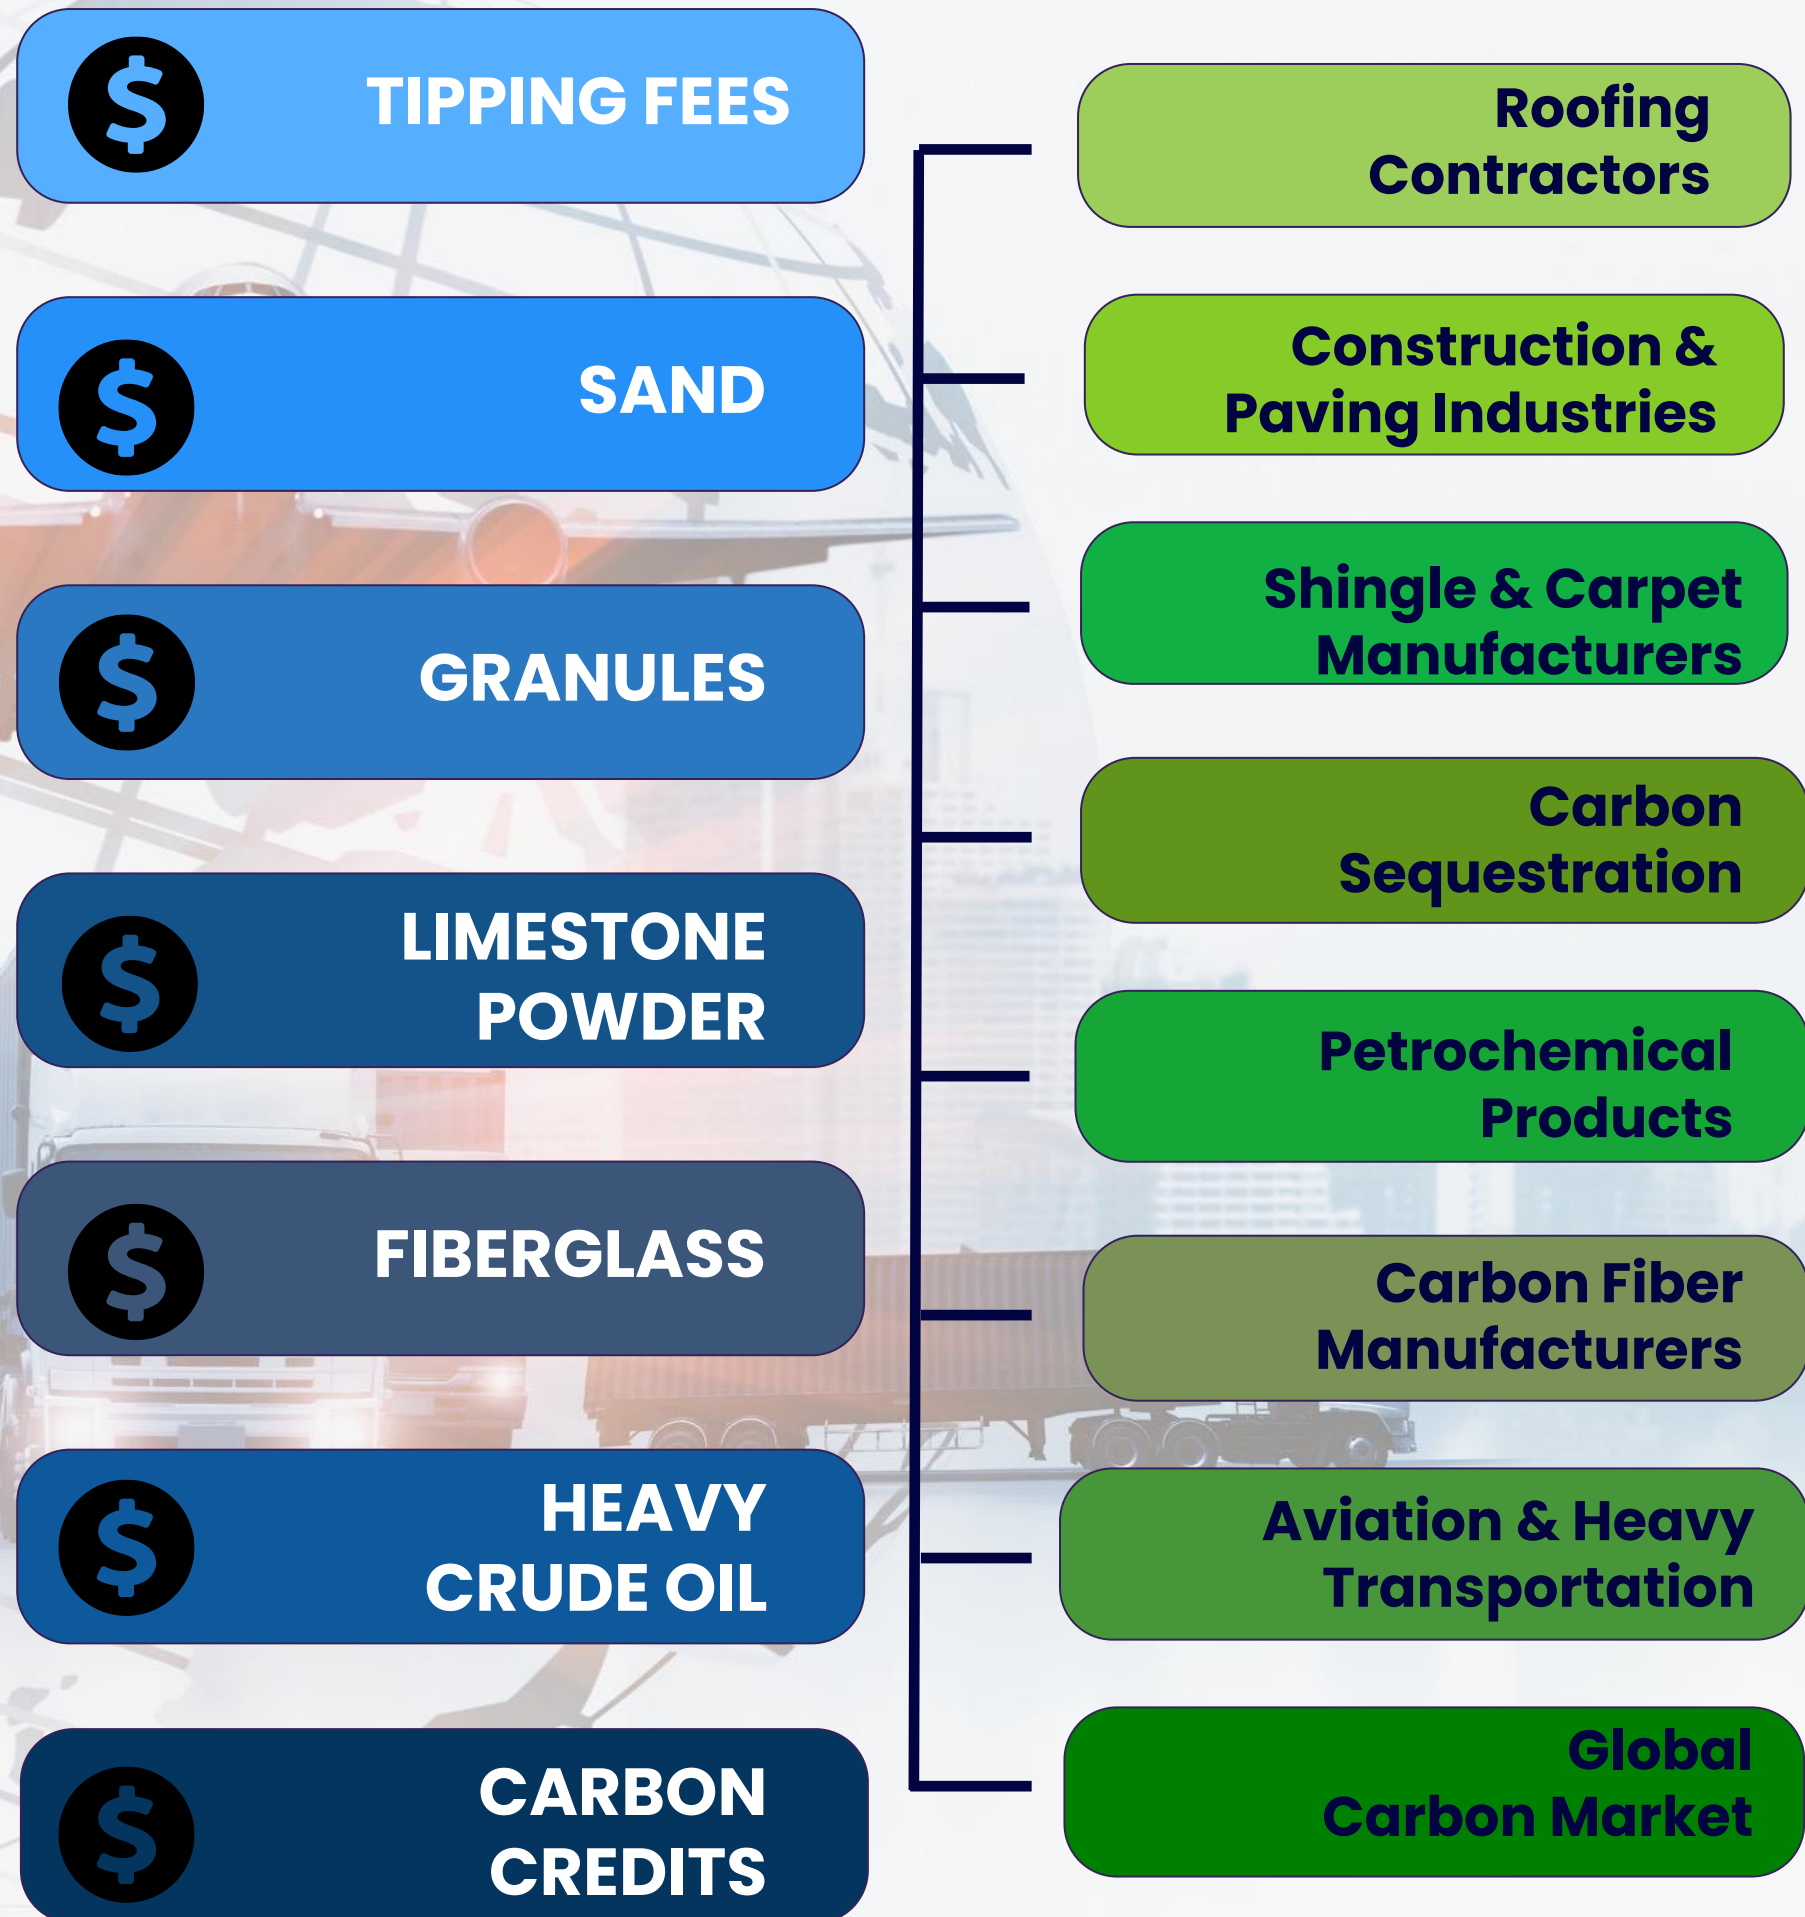 TIPPING FEES
SAND
GRANULES
LIMESTONE
POWDER
FIBERGLASS
HEAVY
CRUDE OIL
CARBON
CREDITS
Roofing
Contractors
Construction &
Paving Industries
Shingle & Carpet
Manufacturers
Carbon
Sequestration
Petrochemical
Products
Carbon Fiber
Manufacturers
Aviation & Heavy
Transportation
Global
Carbon Market